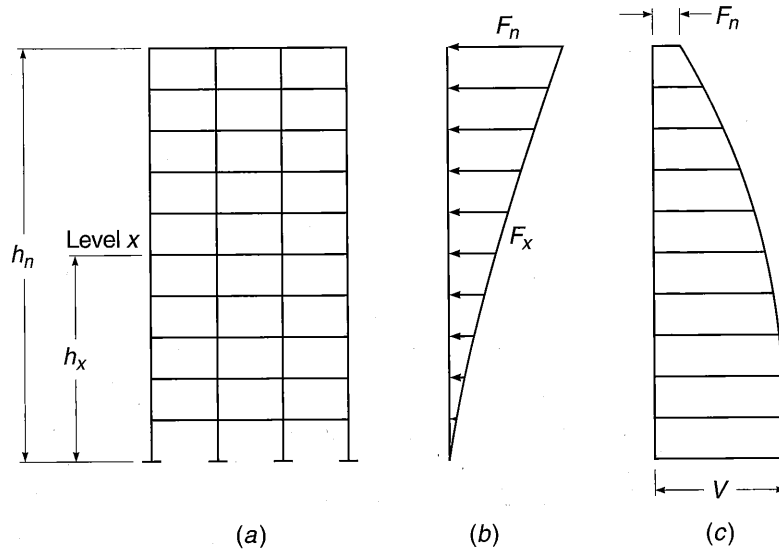 F_n
F_n
Level x
h_n
F_x
h_x
V
(a)
(b)
(c)